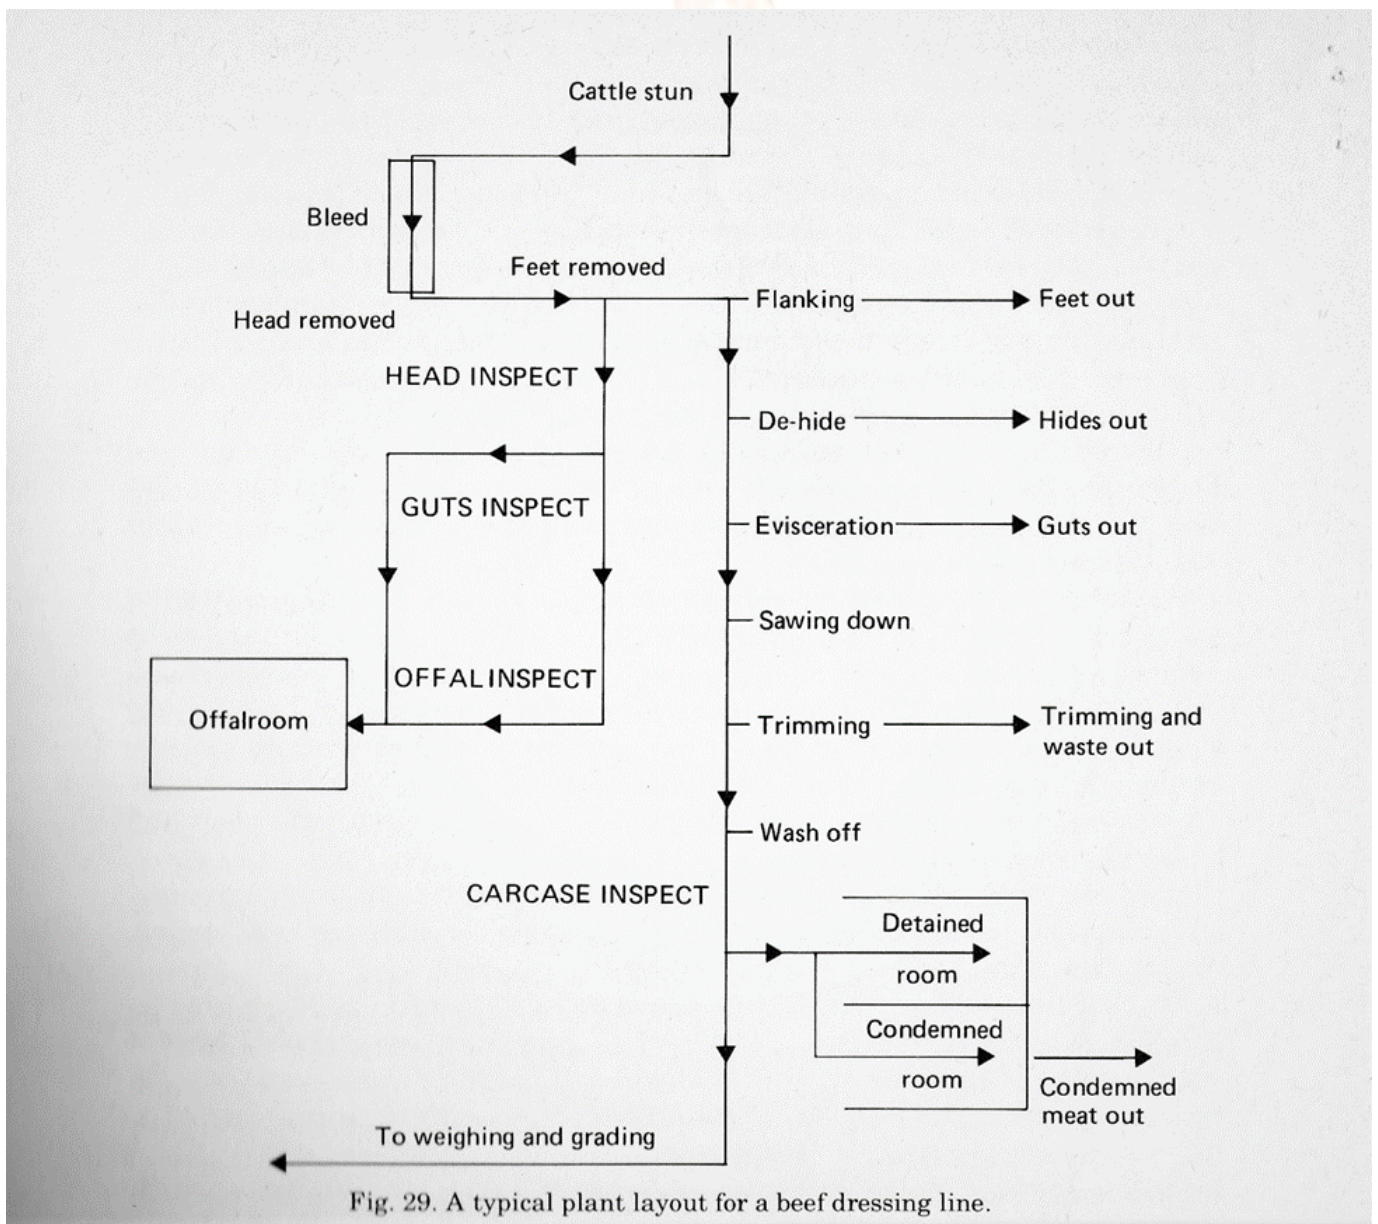 Cattle stun
Bleed
Feet removed
Flanking
Feet out
Head removed
HEAD INSPECT
De-hide
Hides out
GUTS INSPECT
Evisceration
Guts out
Sawing down
OFFAL INSPECT
Offalroom
Trimming
Trimming and
waste out
Wash off
CARCASE INSPECT
Detained
room
Condemned
room
Condemned
meat out
To weighing and grading
Fig. 29. A typical plant layout for a beef dressing line.